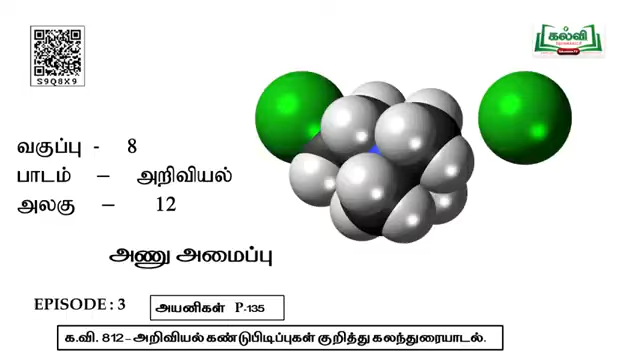 S9Q8X9
கல்வி
வகுப்பு - 8
பாடம் – அறிவியல்
அலகு – 12
அணு அமைப்பு
EPISODE : 3
அயனிகள் P-135
க.வி. 812 – அறிவியல் கண்டுபிடிப்புகள் குறித்து கலந்துரையாடல்.